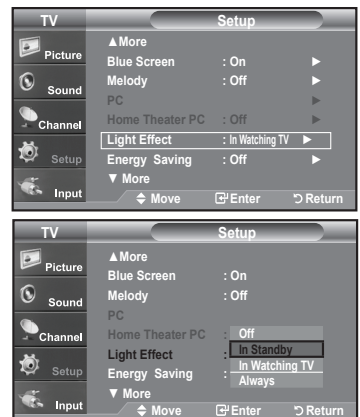 TV Setup
Picture
Sound
Channel
Setup
Input
▲More
Blue Screen : On ►
Melody : Off ►
PC ►
Home Theater PC : Off ►
Light Effect : In Watching TV ►
Energy Saving : Off ►
▼ More
Move Enter Return
TV Setup
Picture
Sound
Channel
Setup
Input
▲More
Blue Screen : On
Melody : Off
PC
Home Theater PC : Off
Light Effect : In Standby
In Watching TV
Energy Saving : Always
▼ More
Move Enter Return